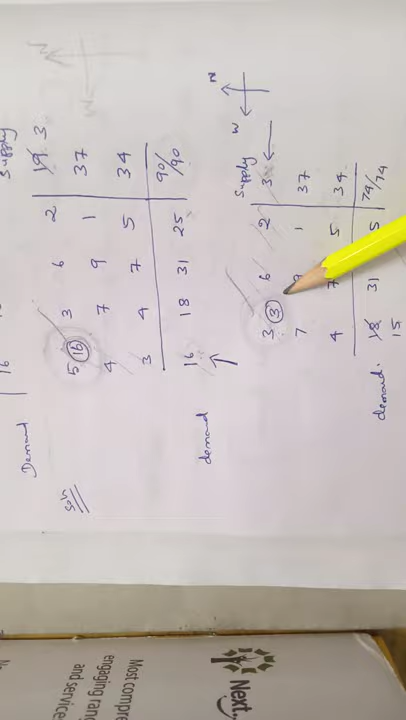 Demand 16
Supply
Soln
5 (16) 3 6 2 19 3
4 7 9 1 37
3 4 7 5 34
demand 16 18 31 25 90/90
N
W
Supply
3 (3) 6 2 3
7 9 1 37
4 7 5 34
demand. 18 31 5 74/74
15
Next
Most compre
engaging rang
and service